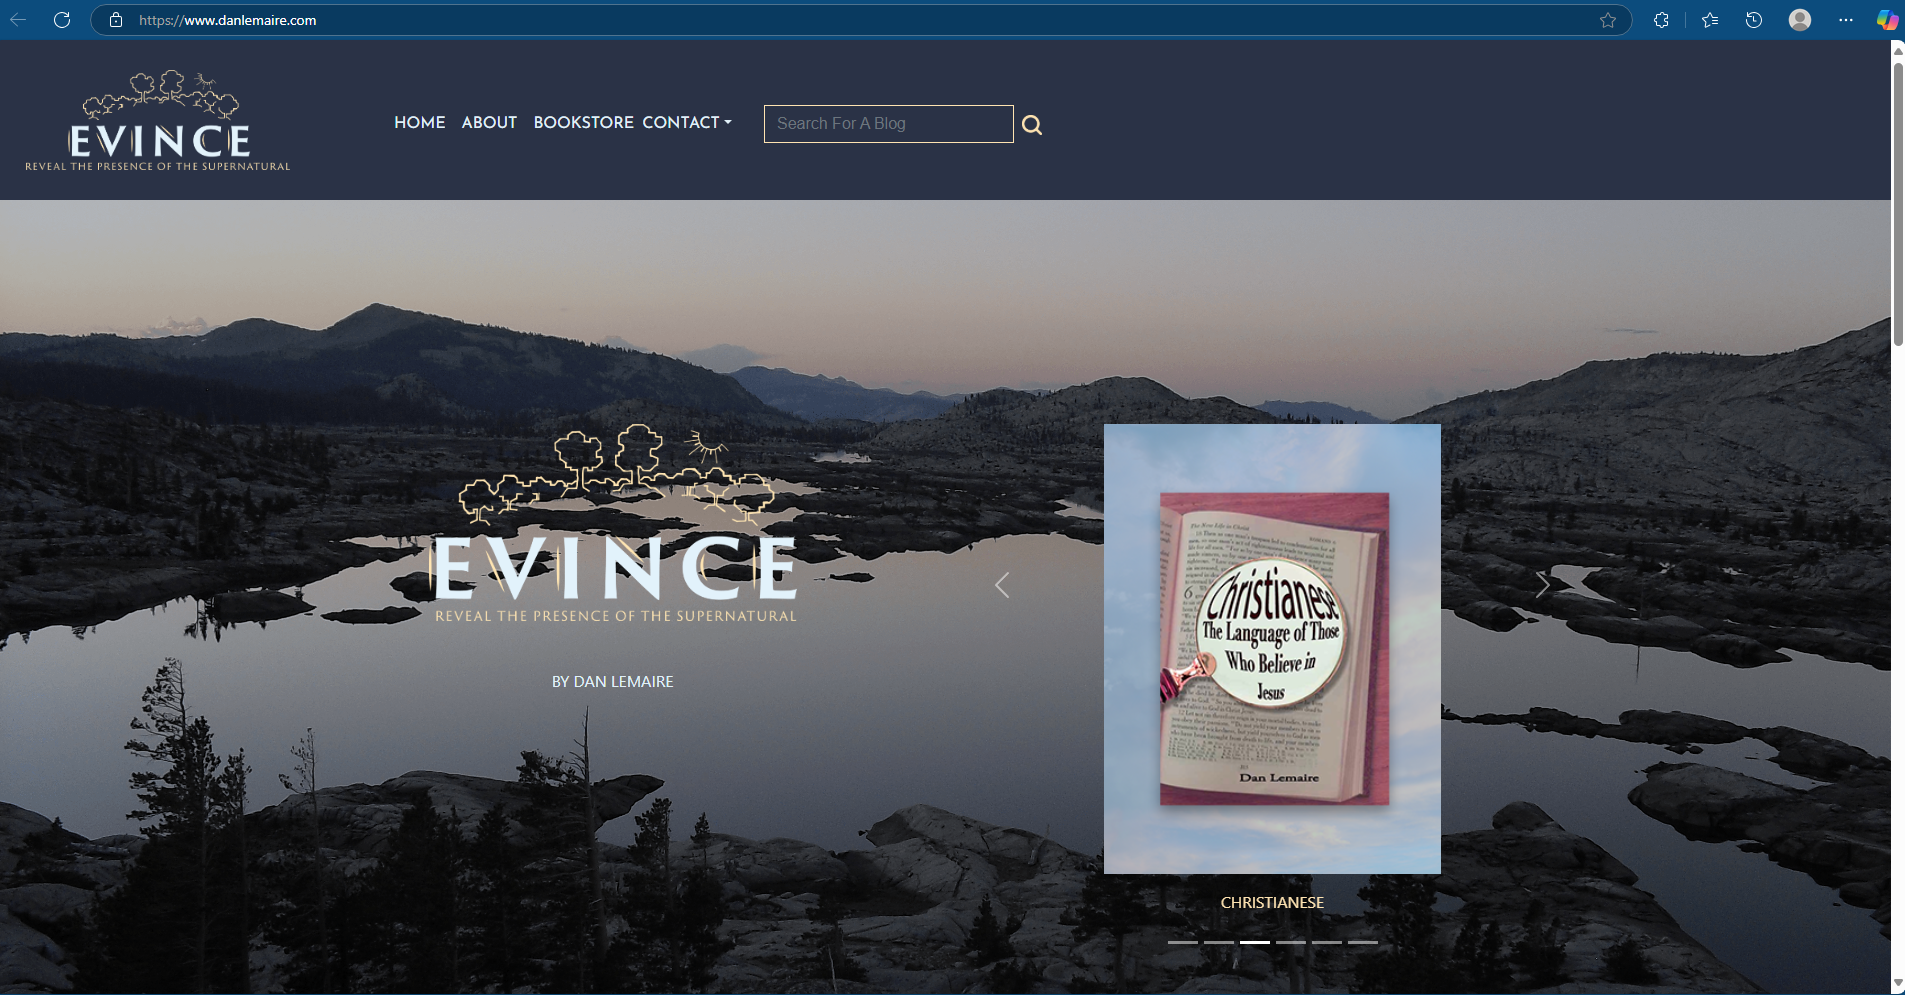 https://www.danlemaire.com
EVINCE
REVEAL THE PRESENCE OF THE SUPERNATURAL
HOME
ABOUT
BOOKSTORE
CONTACT
Search For A Blog
EVINCE
REVEAL THE PRESENCE OF THE SUPERNATURAL
BY DAN LEMAIRE
Christianese
The Language of Those
Who Believe in
Jesus
Dan Lemaire
CHRISTIANESE